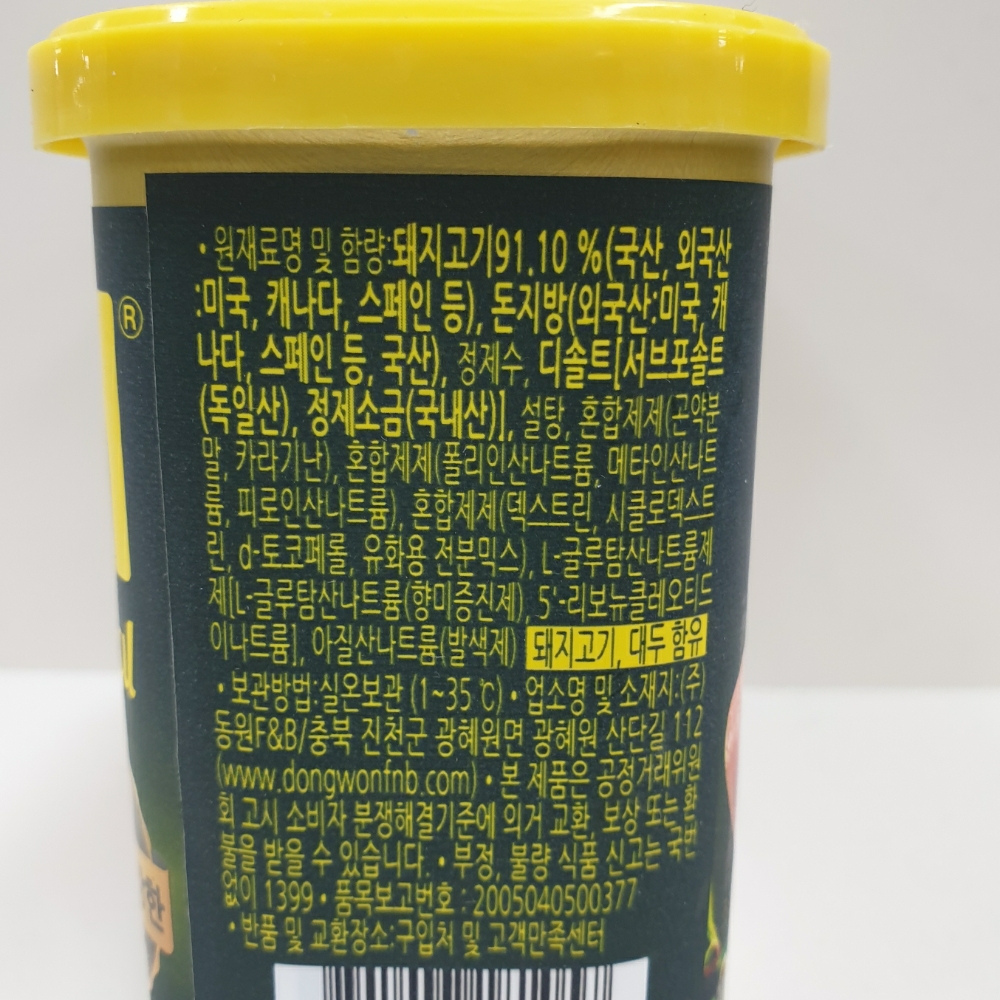 ®
• 원재료명 및 함량:돼지고기91.10 %(국산, 외국산
:미국, 캐나다, 스페인 등), 돈지방(외국산:미국, 캐
나다, 스페인 등, 국산), 정제수, 디솔트[서브포솔트
(독일산), 정제소금(국내산)], 설탕, 혼합제제(곤약분
말, 카라기난), 혼합제제(폴리인산나트륨, 메타인산나트
륨, 피로인산나트륨), 혼합제제(덱스트린, 시클로덱스트
린, d-토코페롤, 유화용 전분믹스), L-글루탐산나트륨제
제[L-글루탐산나트륨(향미증진제), 5'-리보뉴클레오티드
이나트륨], 아질산나트륨(발색제) 돼지고기, 대두 함유
• 보관방법:실온보관 (1~35℃) • 업소명 및 소재지:(주)
동원F&B/충북 진천군 광혜원면 광혜원 산단길 112
(www.dongwonfnb.com) • 본 제품은 공정거래위원
회 고시 소비자 분쟁해결기준에 의거 교환, 보상 또는 환
불을 받을 수 있습니다. • 부정, 불량 식품 신고는 국번
없이 1399 • 품목보고번호 : 2005040500377
• 반품 및 교환장소:구입처 및 고객만족센터